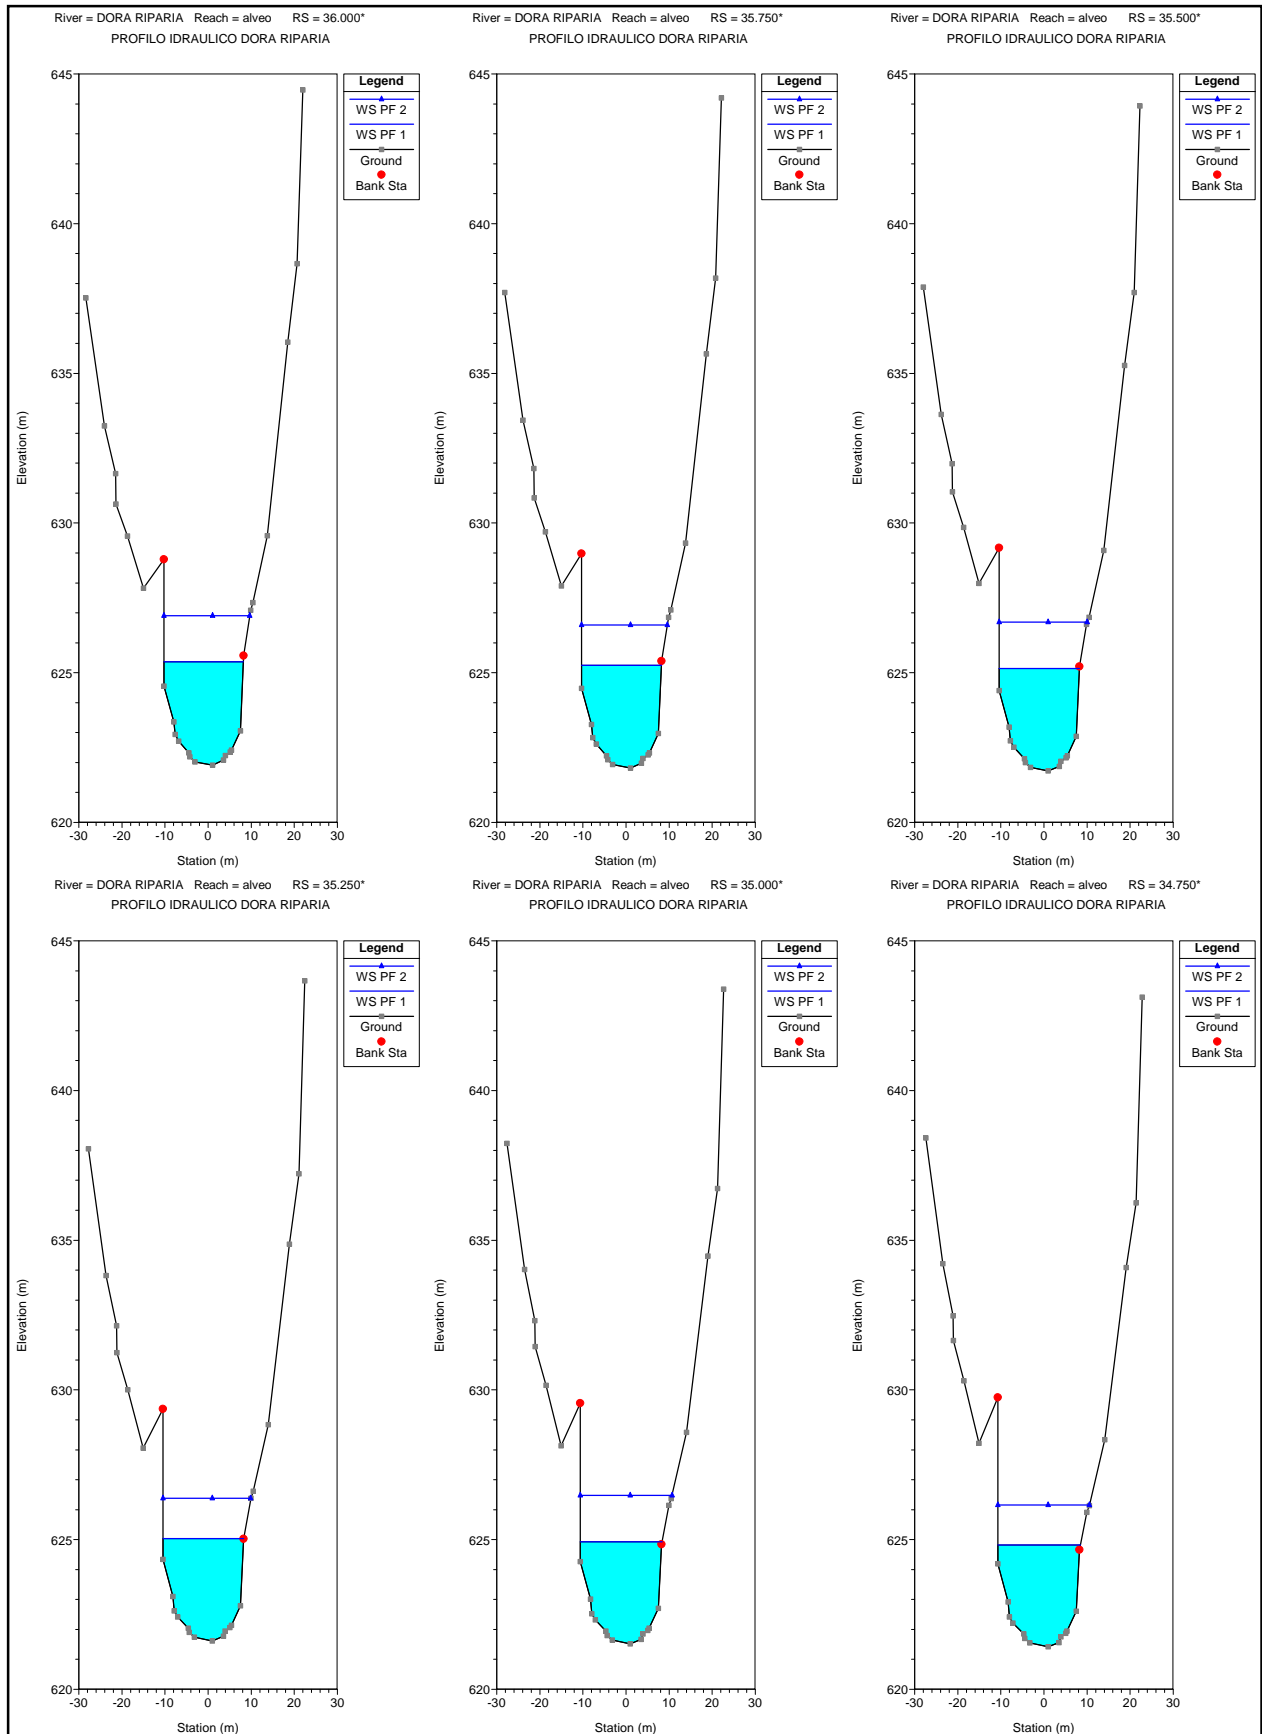 River = DORA RIPARIA Reach = alveo RS = 36.000*
PROFILO IDRAULICO DORA RIPARIA
Legend
WS PF 2
WS PF 1
Ground
Bank Sta
645
640
635
630
625
620
Elevation (m)
-30 -20 -10 0 10 20 30
Station (m)
River = DORA RIPARIA Reach = alveo RS = 35.750*
PROFILO IDRAULICO DORA RIPARIA
Legend
WS PF 2
WS PF 1
Ground
Bank Sta
645
640
635
630
625
620
Elevation (m)
-30 -20 -10 0 10 20 30
Station (m)
River = DORA RIPARIA Reach = alveo RS = 35.500*
PROFILO IDRAULICO DORA RIPARIA
Legend
WS PF 2
WS PF 1
Ground
Bank Sta
645
640
635
630
625
620
Elevation (m)
-30 -20 -10 0 10 20 30
Station (m)
River = DORA RIPARIA Reach = alveo RS = 35.250*
PROFILO IDRAULICO DORA RIPARIA
Legend
WS PF 2
WS PF 1
Ground
Bank Sta
645
640
635
630
625
620
Elevation (m)
-30 -20 -10 0 10 20 30
Station (m)
River = DORA RIPARIA Reach = alveo RS = 35.000*
PROFILO IDRAULICO DORA RIPARIA
Legend
WS PF 2
WS PF 1
Ground
Bank Sta
645
640
635
630
625
620
Elevation (m)
-30 -20 -10 0 10 20 30
Station (m)
River = DORA RIPARIA Reach = alveo RS = 34.750*
PROFILO IDRAULICO DORA RIPARIA
Legend
WS PF 2
WS PF 1
Ground
Bank Sta
645
640
635
630
625
620
Elevation (m)
-30 -20 -10 0 10 20 30
Station (m)